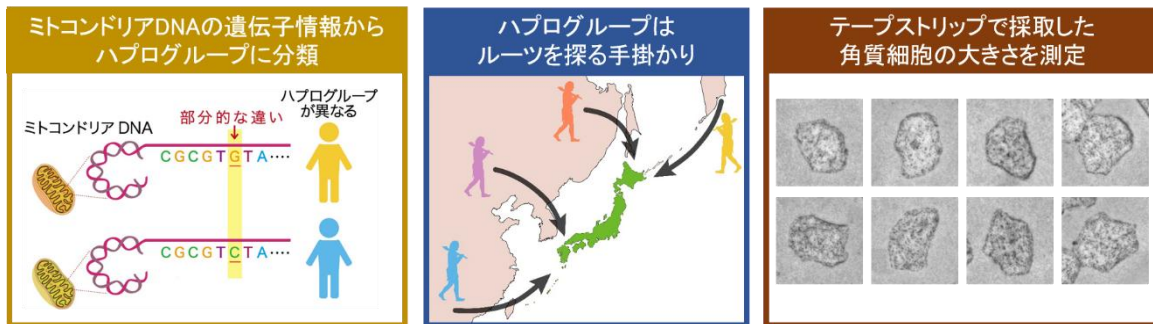 ミトコンドリアDNAの遺伝子情報から
ハプログループに分類
ハプログループ
が異なる
部分的な違い
ミトコンドリア DNA
CGCGTGTA····
CGCGTCTA····
ハプログループは
ルーツを探る手掛かり
テープストリップで採取した
角質細胞の大きさを測定